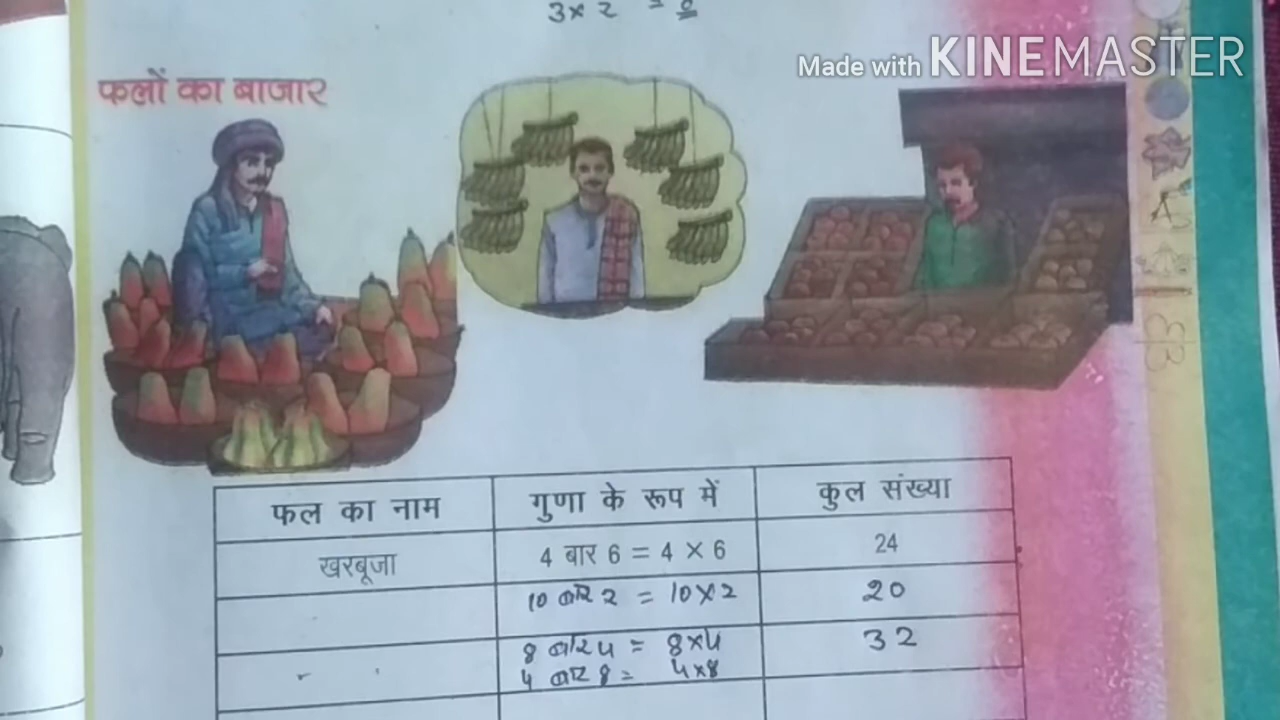 3 × 2 =
Made with KINEMASTER
फलों का बाजार
फल का नाम गुणा के रूप में कुल संख्या
खरबूजा 4 बार 6 = 4 × 6 24
10 बार 2 = 10 × 2 20
8 बार 4 = 8 × 4 32
4 बार 8 = 4 × 8